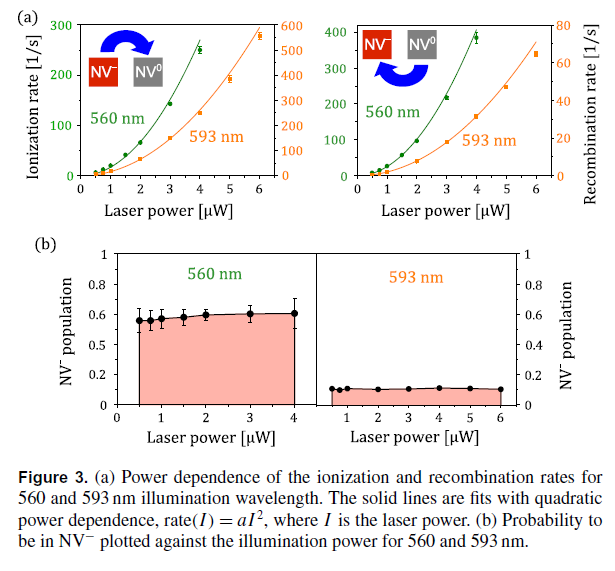 (a)
300
200
100
0
Ionization rate [1/s]
NV⁻ NV⁰
560 nm
593 nm
600
500
400
300
200
100
0
0 1 2 3 4 5 6
Laser power [μW]
400
300
200
100
0
NV⁻ NV⁰
560 nm
593 nm
80
60
40
20
0
Recombination rate [1/s]
0 1 2 3 4 5 6
Laser power [μW]
(b)
1
0.8
0.6
0.5
0.2
0
NV⁻ population
560 nm
0 1 2 3 4
Laser power [μW]
593 nm
1
0.8
0.6
0.5
0.2
0
NV⁻ population
1 2 3 4 5 6
Laser power [μW]
Figure 3. (a) Power dependence of the ionization and recombination rates for
560 and 593 nm illumination wavelength. The solid lines are fits with quadratic
power dependence, rate(I) = aI², where I is the laser power. (b) Probability to
be in NV⁻ plotted against the illumination power for 560 and 593 nm.